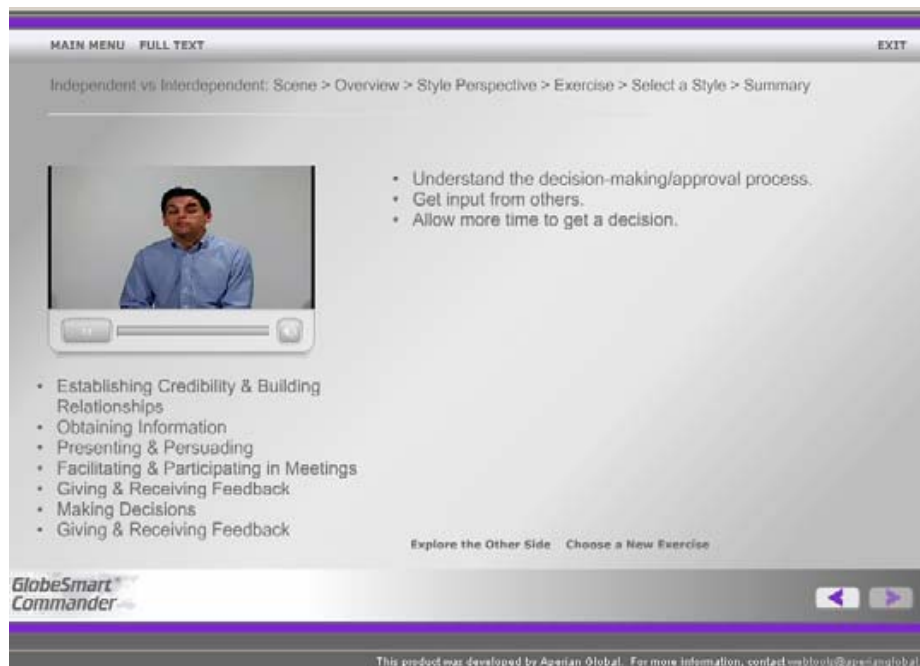 MAIN MENU FULL TEXT EXIT
Independent vs Interdependent: Scene > Overview > Style Perspective > Exercise > Select a Style > Summary
• Understand the decision-making/approval process.
• Get input from others.
• Allow more time to get a decision.
• Establishing Credibility & Building
Relationships
• Obtaining Information
• Presenting & Persuading
• Facilitating & Participating in Meetings
• Giving & Receiving Feedback
• Making Decisions
• Giving & Receiving Feedback
Explore the Other Side Choose a New Exercise
GlobeSmart
Commander
This product was developed by Aperian Global. For more information, contact webtools@aperianglobal